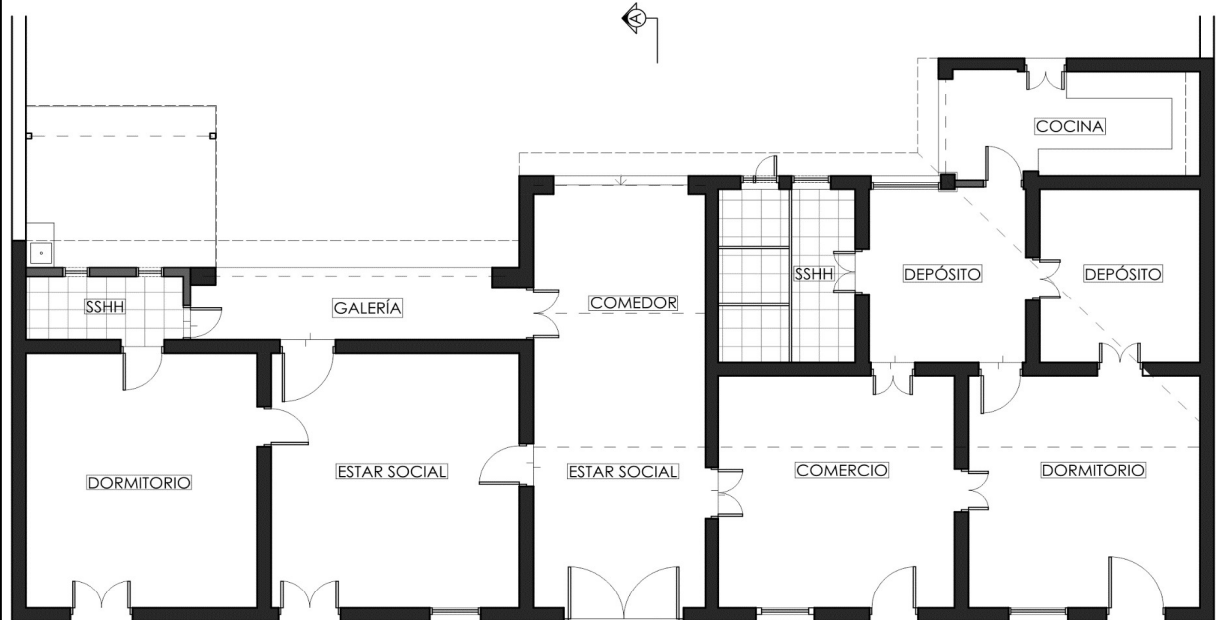 A
COCINA
SSHH
DEPÓSITO
DEPÓSITO
SSHH
GALERÍA
COMEDOR
DORMITORIO
ESTAR SOCIAL
ESTAR SOCIAL
COMERCIO
DORMITORIO